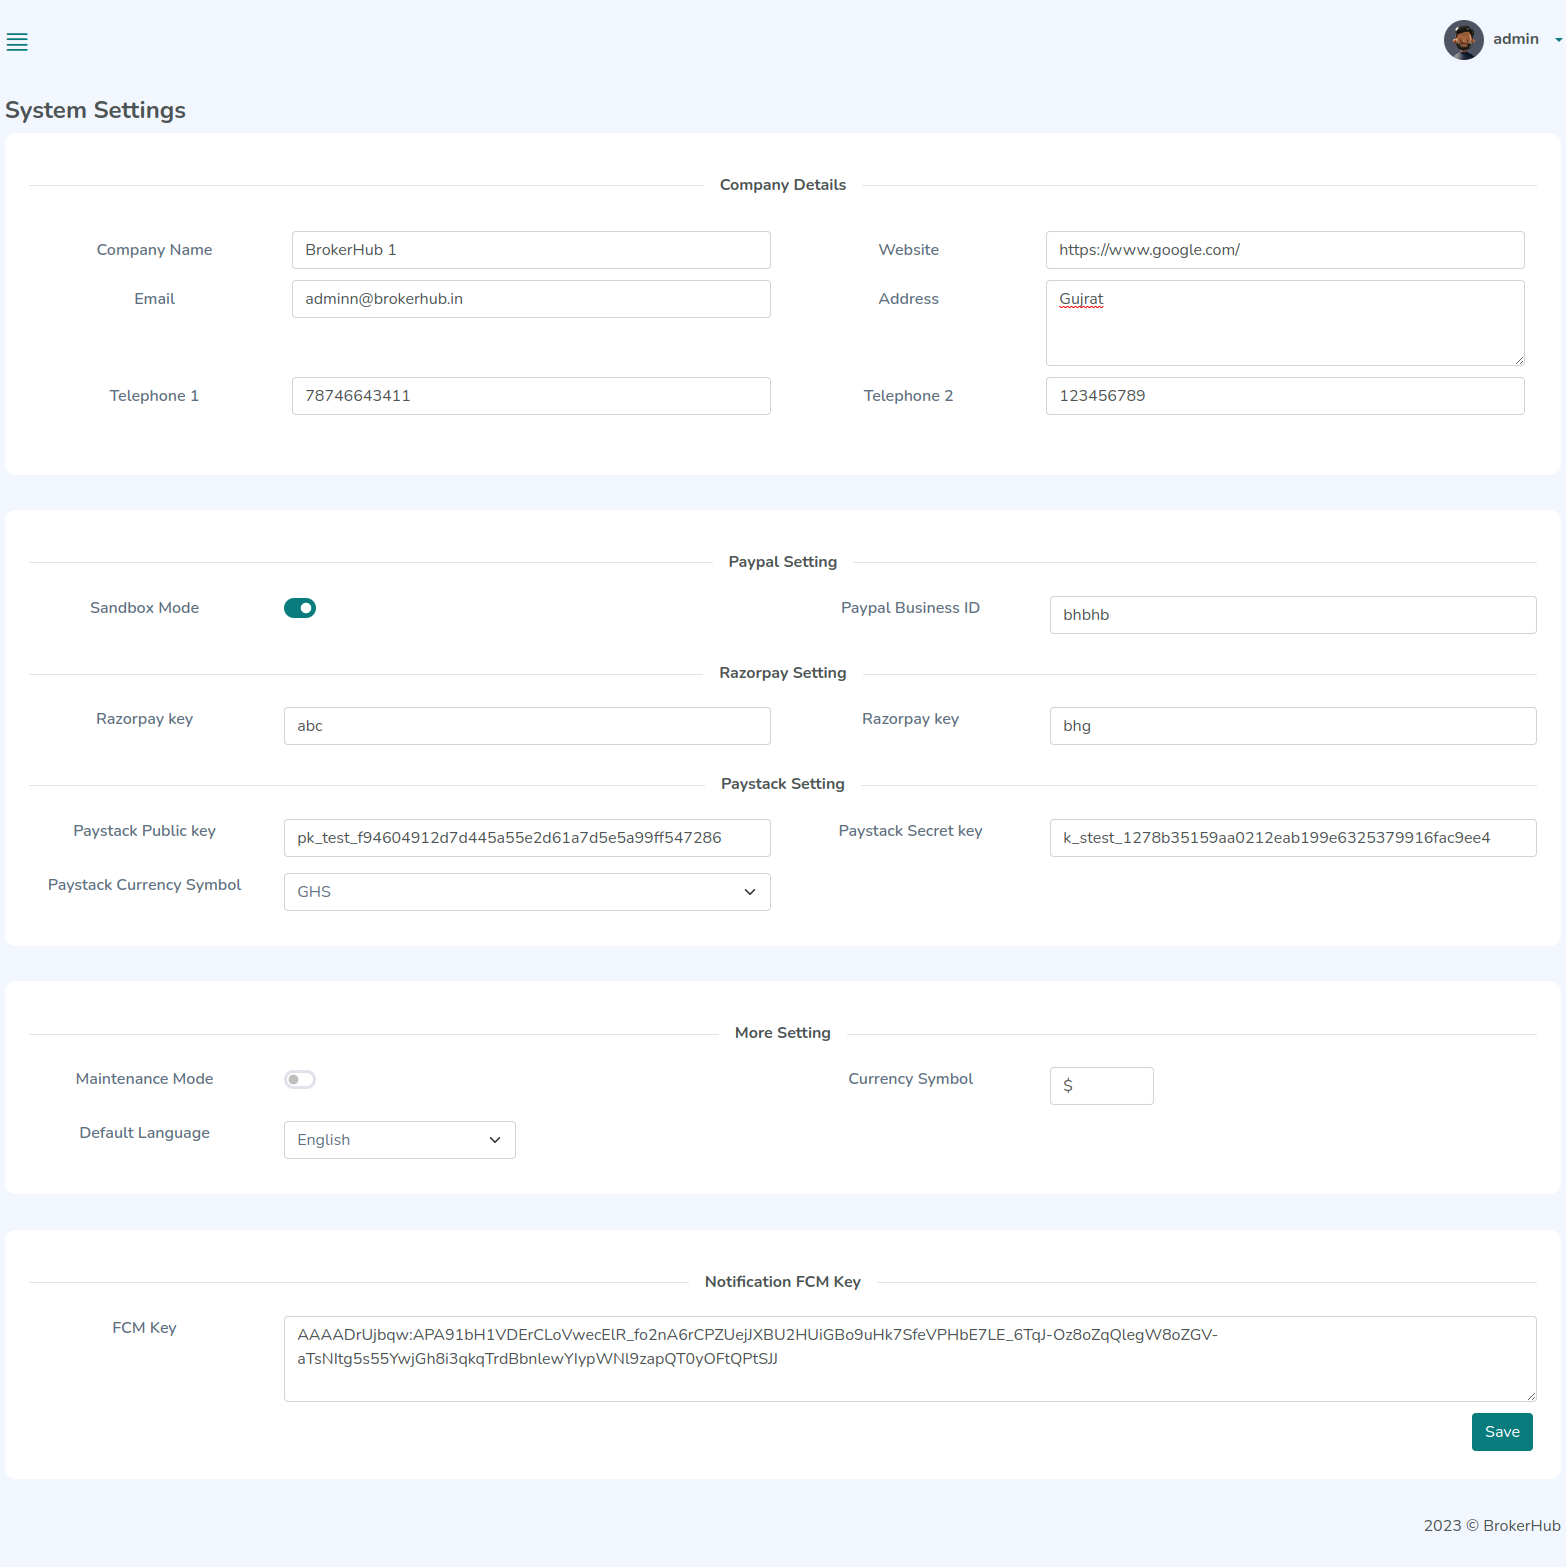 admin
System Settings
Company Details
Company Name BrokerHub 1 Website https://www.google.com/
Email adminn@brokerhub.in Address Gujrat
Telephone 1 78746643411 Telephone 2 123456789
Paypal Setting
Sandbox Mode Paypal Business ID bhbhb
Razorpay Setting
Razorpay key abc Razorpay key bhg
Paystack Setting
Paystack Public key pk_test_f94604912d7d445a55e2d61a7d5e5a99ff547286 Paystack Secret key k_stest_1278b35159aa0212eab199e6325379916fac9ee4
Paystack Currency Symbol GHS
More Setting
Maintenance Mode Currency Symbol $
Default Language English
Notification FCM Key
FCM Key AAAADrUjbqw:APA91bH1VDErCLoVwecElR_fo2nA6rCPZUejJXBU2HUiGBo9uHk7SfeVPHbE7LE_6TqJ-Oz8oZqQlegW8oZGV-
aTsNItg5s55YwjGh8i3qkqTrdBbnlewYIypWNl9zapQT0yOFtQPtSJJ
Save
2023 © BrokerHub